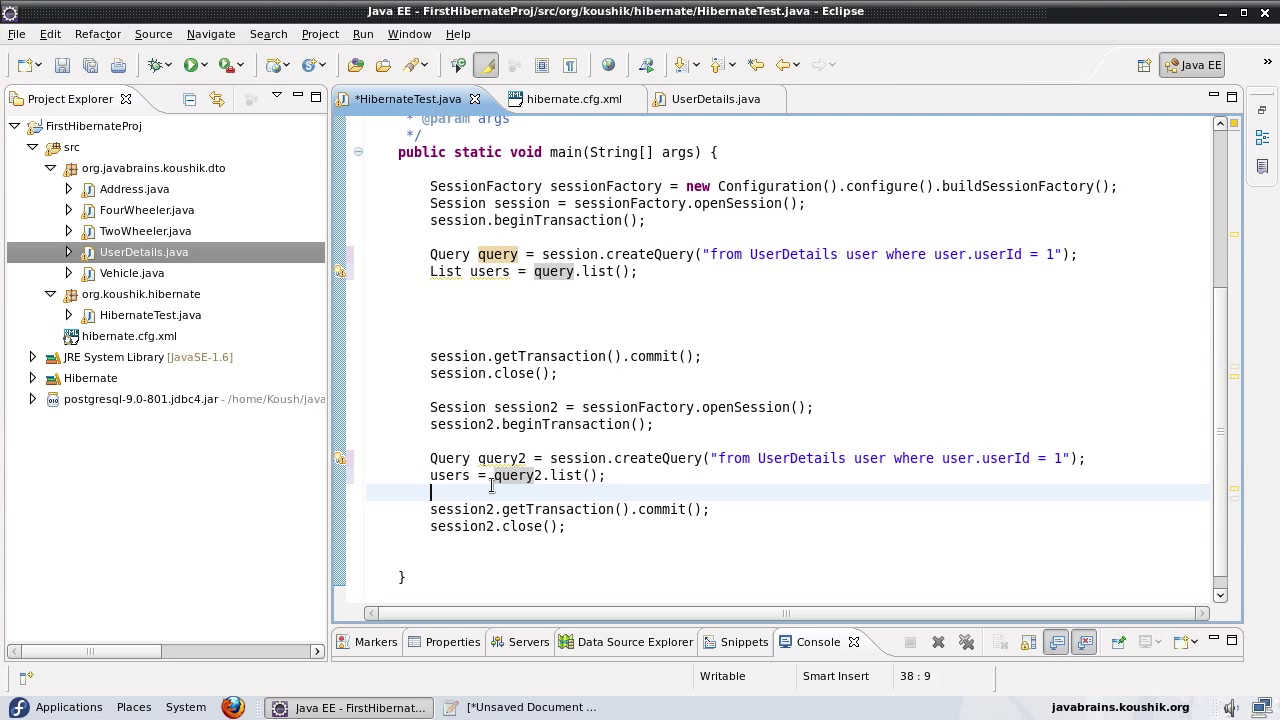 Java EE - FirstHibernateProj/src/org/koushik/hibernate/HibernateTest.java - Eclipse
File Edit Refactor Source Navigate Search Project Run Window Help
Java EE
Project Explorer
*HibernateTest.java hibernate.cfg.xml UserDetails.java
FirstHibernateProj
src
org.javabrains.koushik.dto
Address.java
FourWheeler.java
TwoWheeler.java
UserDetails.java
Vehicle.java
org.koushik.hibernate
HibernateTest.java
hibernate.cfg.xml
JRE System Library [JavaSE-1.6]
Hibernate
postgresql-9.0-801.jdbc4.jar - /home/Koush/java
* @param args
*/
public static void main(String[] args) {
SessionFactory sessionFactory = new Configuration().configure().buildSessionFactory();
Session session = sessionFactory.openSession();
session.beginTransaction();
Query query = session.createQuery("from UserDetails user where user.userId = 1");
List users = query.list();
session.getTransaction().commit();
session.close();
Session session2 = sessionFactory.openSession();
session2.beginTransaction();
Query query2 = session.createQuery("from UserDetails user where user.userId = 1");
users = query2.list();
session2.getTransaction().commit();
session2.close();
}
Markers Properties Servers Data Source Explorer Snippets Console
Writable Smart Insert 38 : 9
Applications Places System Java EE - FirstHibernat... [*Unsaved Document ... javabrains.koushik.org